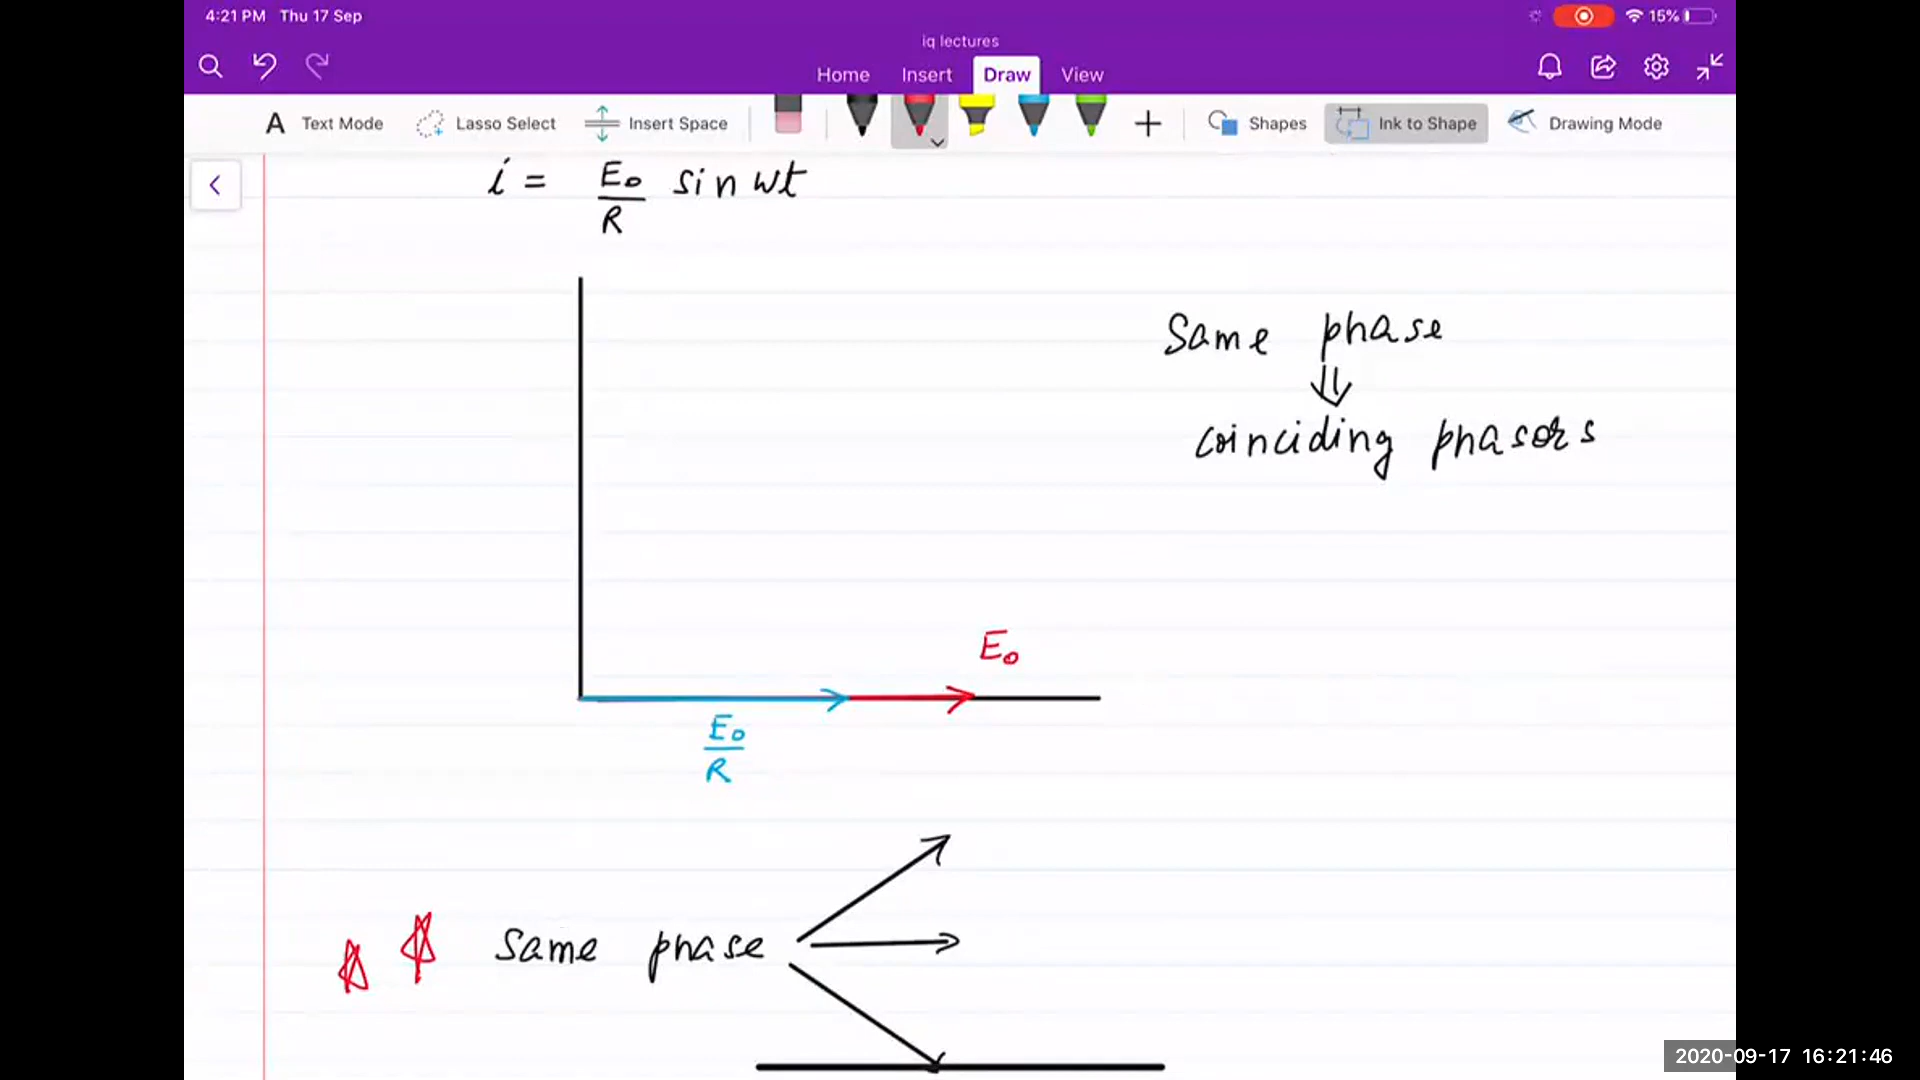 4:21 PM Thu 17 Sep
15%
iq lectures
Home Insert Draw View
A Text Mode Lasso Select Insert Space Shapes Ink to Shape Drawing Mode
i = E₀/R sin wt
Same phase
⇓
coinciding phasors
E₀
E₀/R
same phase
2020-09-17 16:21:46